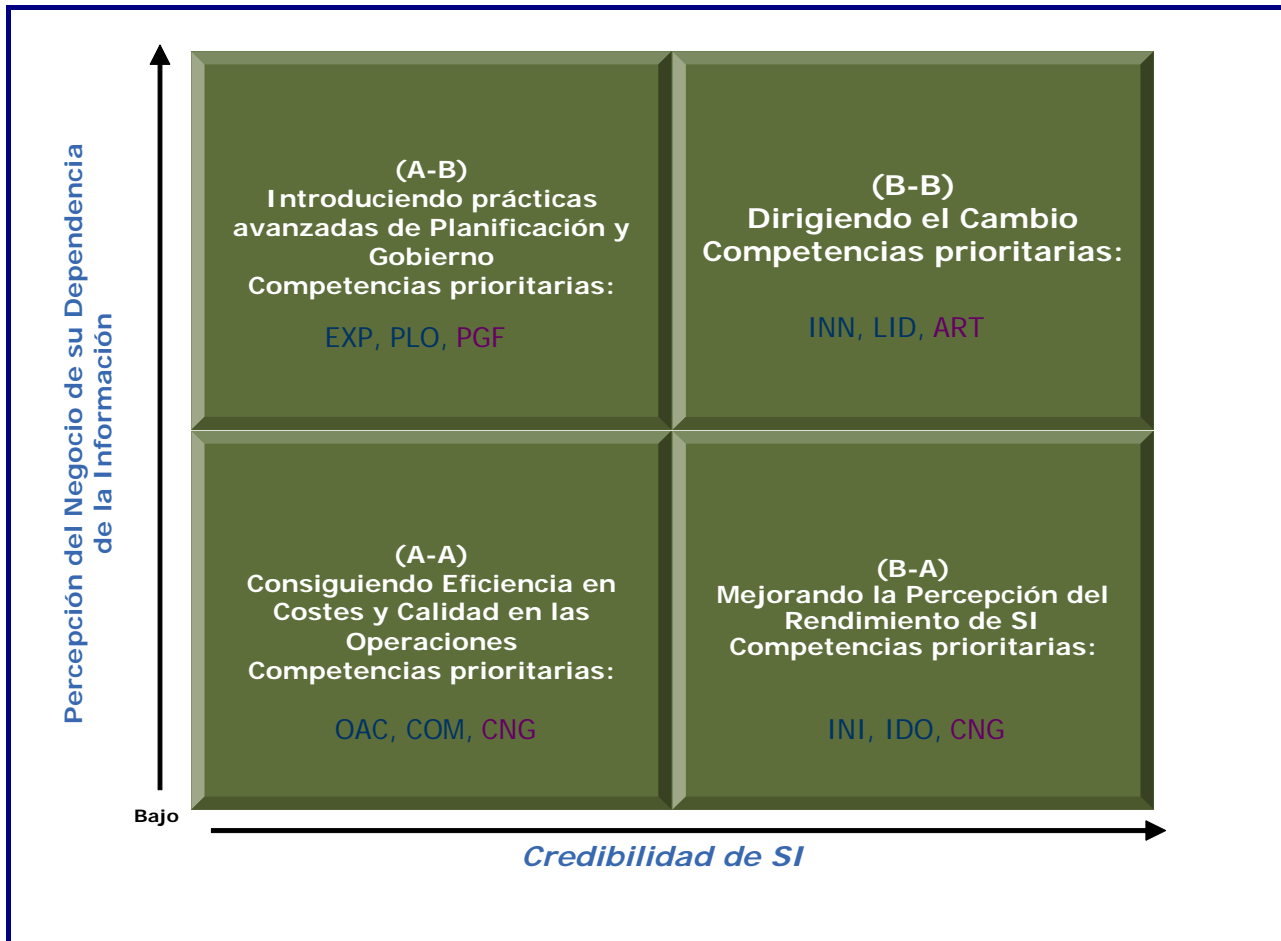 Percepción del Negocio de su Dependencia
de la Información
(A-B)
Introduciendo prácticas
avanzadas de Planificación y
Gobierno
Competencias prioritarias:
EXP, PLO, PGF
(B-B)
Dirigiendo el Cambio
Competencias prioritarias:
INN, LID, ART
(A-A)
Consiguiendo Eficiencia en
Costes y Calidad en las
Operaciones
Competencias prioritarias:
OAC, COM, CNG
(B-A)
Mejorando la Percepción del
Rendimiento de SI
Competencias prioritarias:
INI, IDO, CNG
Bajo
Credibilidad de SI